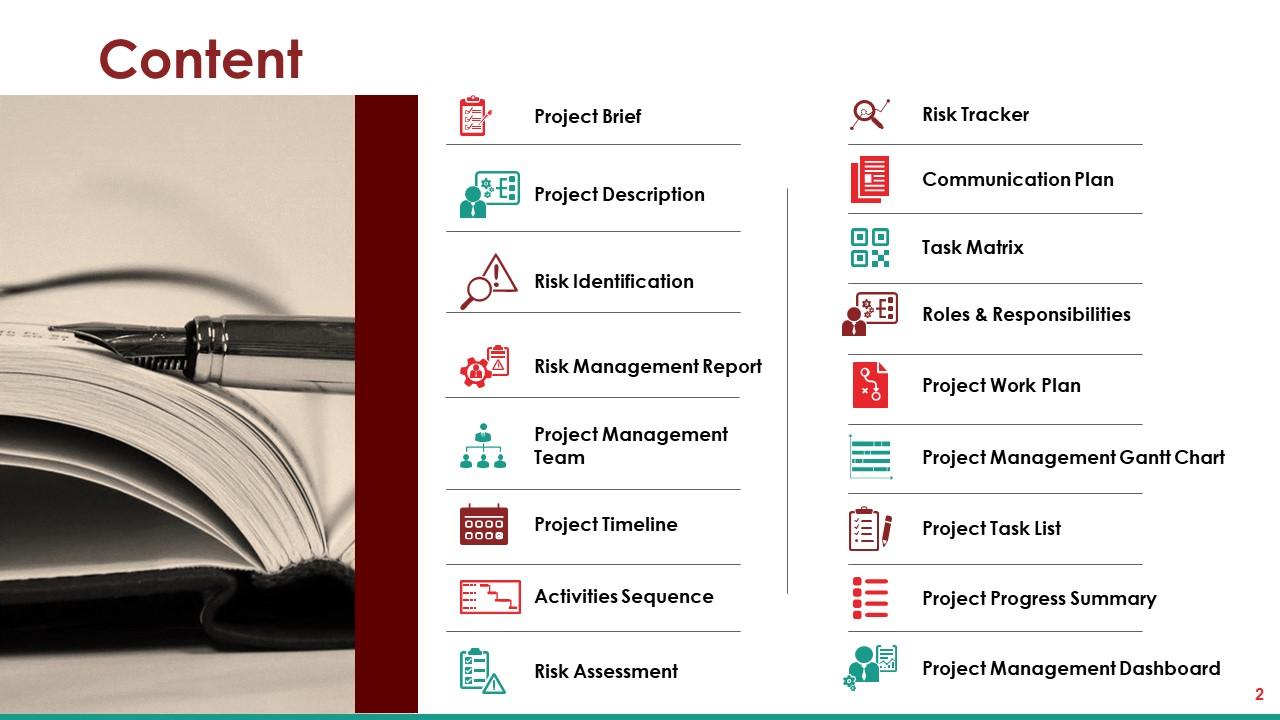 Content
Project Brief
Project Description
Risk Identification
Risk Management Report
Project Management
Team
Project Timeline
Activities Sequence
Risk Assessment
Risk Tracker
Communication Plan
Task Matrix
Roles & Responsibilities
Project Work Plan
Project Management Gantt Chart
Project Task List
Project Progress Summary
Project Management Dashboard
2